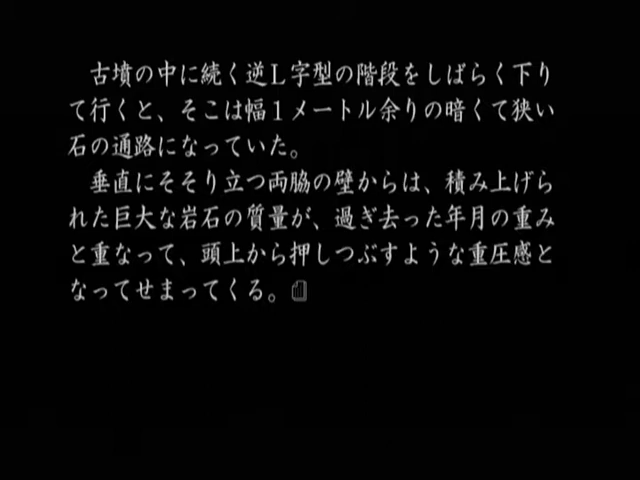 古墳の中に続く逆Ｌ字型の階段をしばらく下り
て行くと、そこは幅１メートル余りの暗くて狭い
石の通路になっていた。
　垂直にそそり立つ両脇の壁からは、積み上げら
れた巨大な岩石の質量が、過ぎ去った年月の重み
と重なって、頭上から押しつぶすような重圧感と
なってせまってくる。